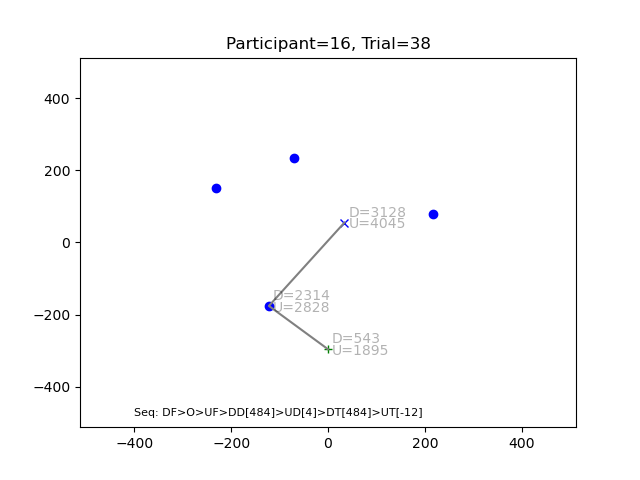 Participant=16, Trial=38
400
200
0
−200
−400
D=3128
U=4045
D=2314
U=2828
D=543
U=1895
Seq: DF>O>UF>DD[484]>UD[4]>DT[484]>UT[-12]
−400 −200 0 200 400